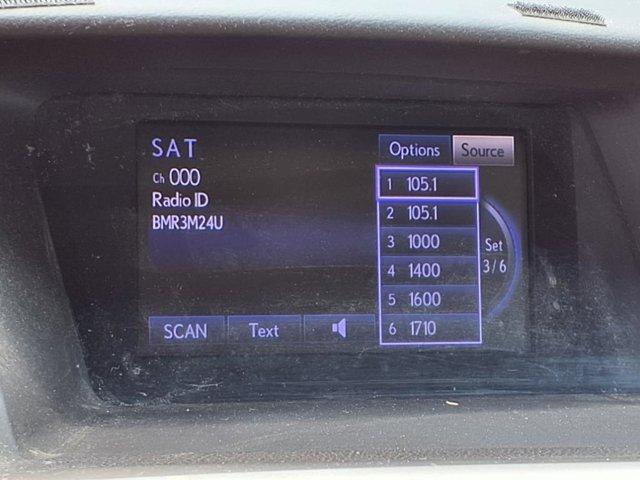 SAT
Ch 000
Radio ID
BMR3M24U
Options Source
1 105.1
2 105.1
3 1000
4 1400
5 1600
6 1710
Set
3/6
SCAN Text